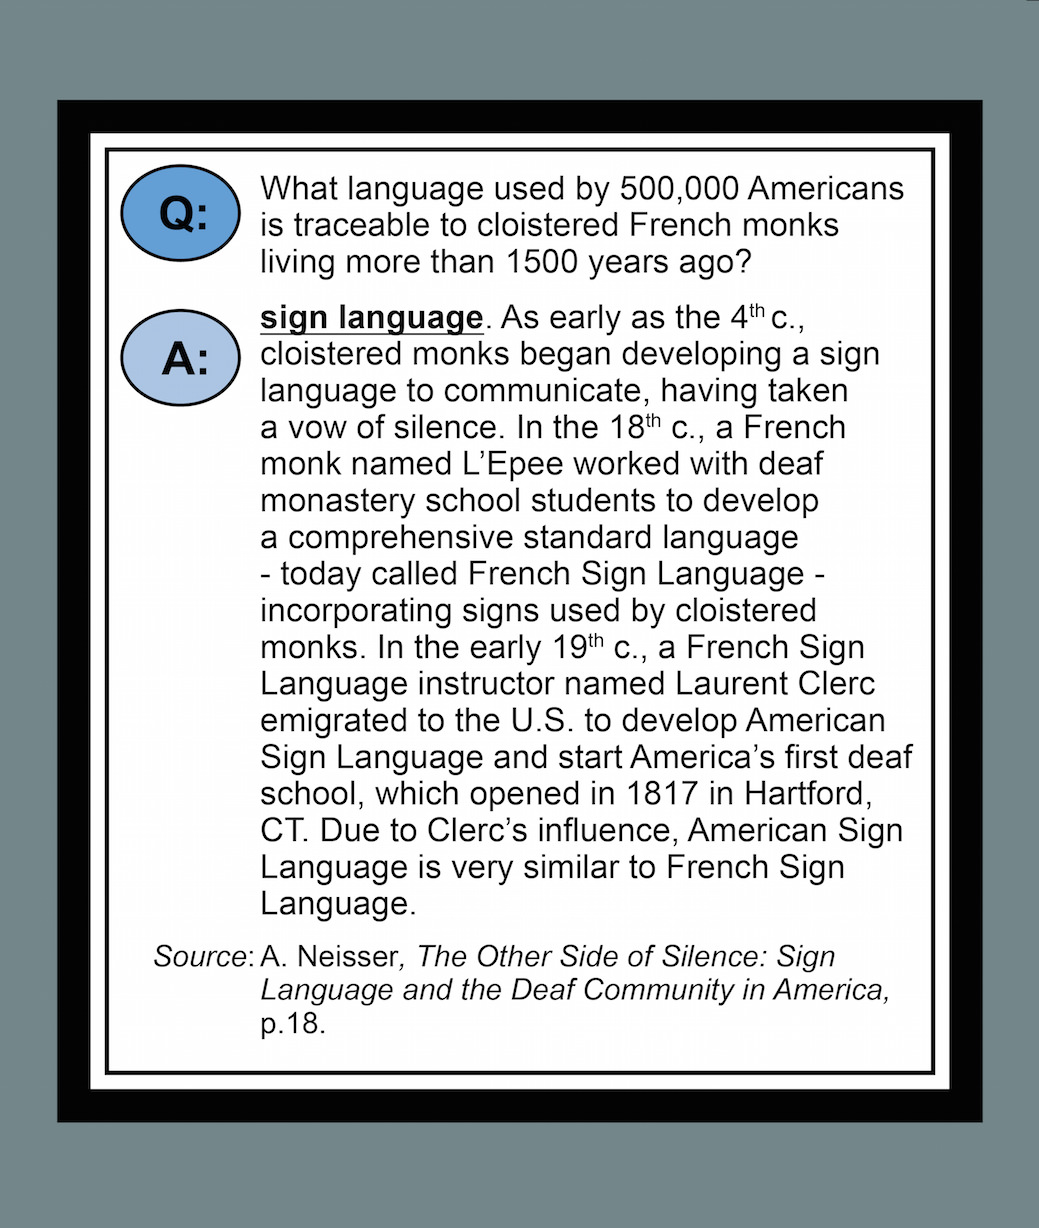 Q: What language used by 500,000 Americans
is traceable to cloistered French monks
living more than 1500 years ago?
A: sign language. As early as the 4th c.,
cloistered monks began developing a sign
language to communicate, having taken
a vow of silence. In the 18th c., a French
monk named L’Epee worked with deaf
monastery school students to develop
a comprehensive standard language
- today called French Sign Language -
incorporating signs used by cloistered
monks. In the early 19th c., a French Sign
Language instructor named Laurent Clerc
emigrated to the U.S. to develop American
Sign Language and start America’s first deaf
school, which opened in 1817 in Hartford,
CT. Due to Clerc’s influence, American Sign
Language is very similar to French Sign
Language.
Source: A. Neisser, The Other Side of Silence: Sign
Language and the Deaf Community in America,
p.18.